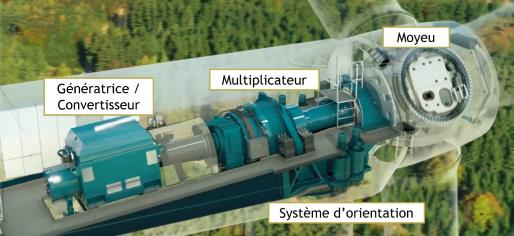 Moyeu
Multiplicateur
Génératrice /
Convertisseur
Système d'orientation